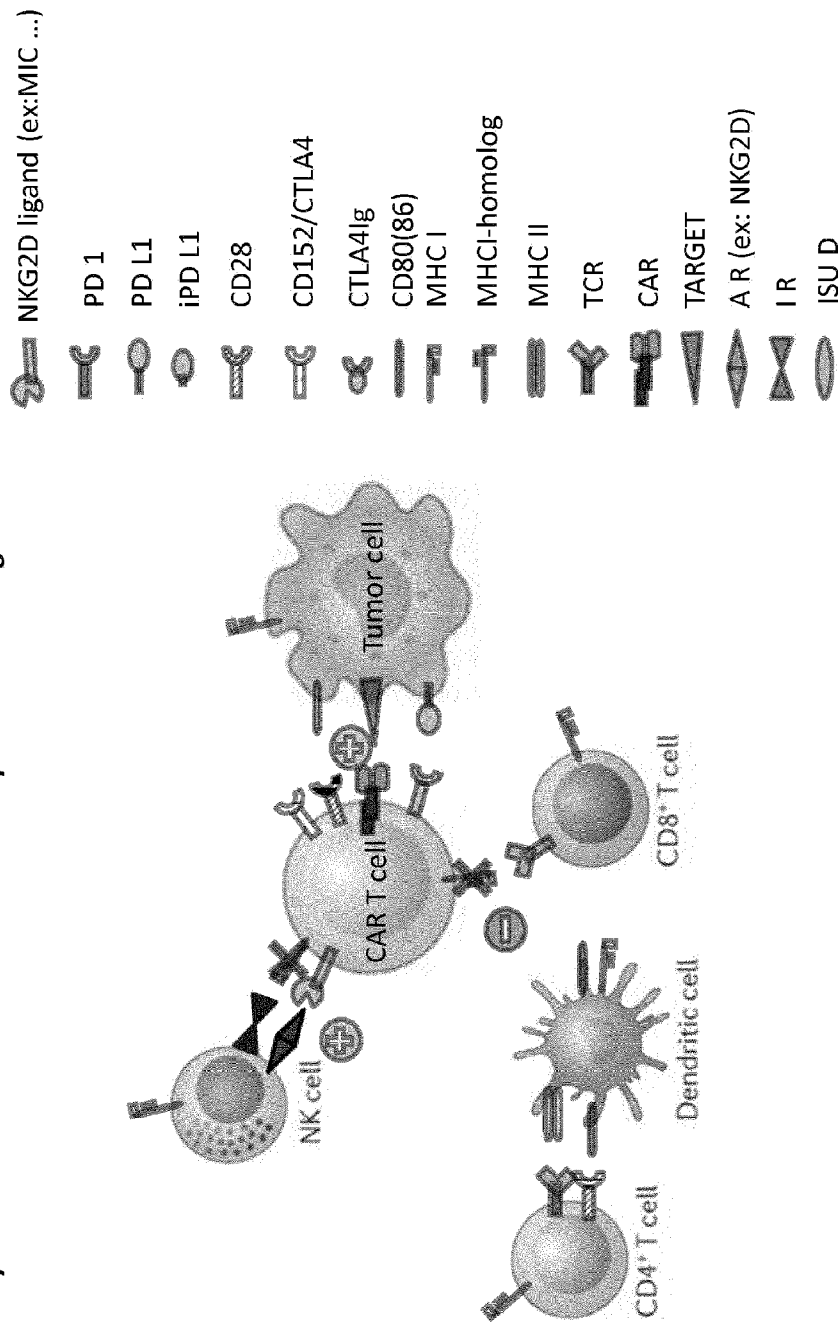 NKG2D ligand (ex:MIC ...)
PD 1
PD L1
iPD L1
CD28
CD152/CTLA4
CTLA4Ig
CD80(86)
MHC I
MHCI-homolog
MHC II
TCR
CAR
TARGET
A R (ex: NKG2D)
I R
ISU D
Tumor cell
CAR T cell
NK cell
CD8+ T cell
Dendritic cell
CD4+ T cell